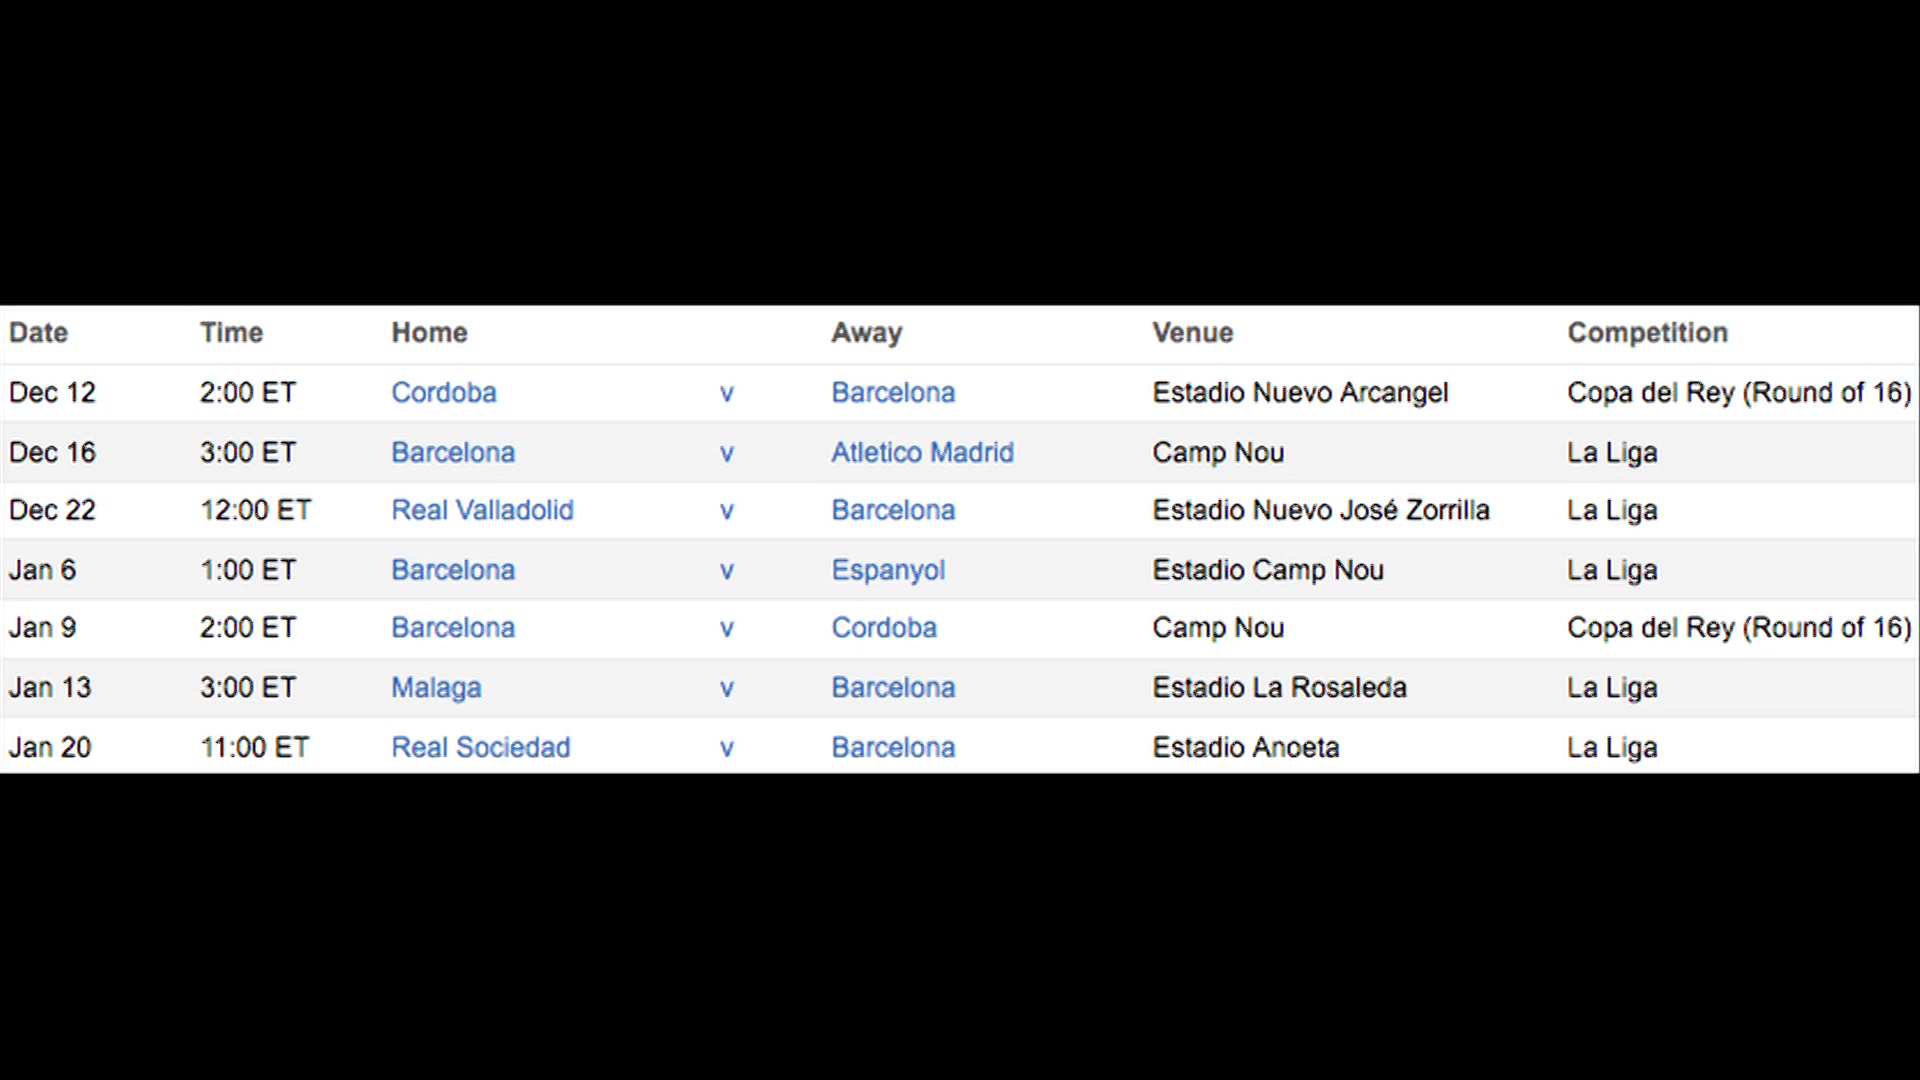 Date Time Home Away Venue Competition
Dec 12 2:00 ET Cordoba v Barcelona Estadio Nuevo Arcangel Copa del Rey (Round of 16)
Dec 16 3:00 ET Barcelona v Atletico Madrid Camp Nou La Liga
Dec 22 12:00 ET Real Valladolid v Barcelona Estadio Nuevo José Zorrilla La Liga
Jan 6 1:00 ET Barcelona v Espanyol Estadio Camp Nou La Liga
Jan 9 2:00 ET Barcelona v Cordoba Camp Nou Copa del Rey (Round of 16)
Jan 13 3:00 ET Malaga v Barcelona Estadio La Rosaleda La Liga
Jan 20 11:00 ET Real Sociedad v Barcelona Estadio Anoeta La Liga